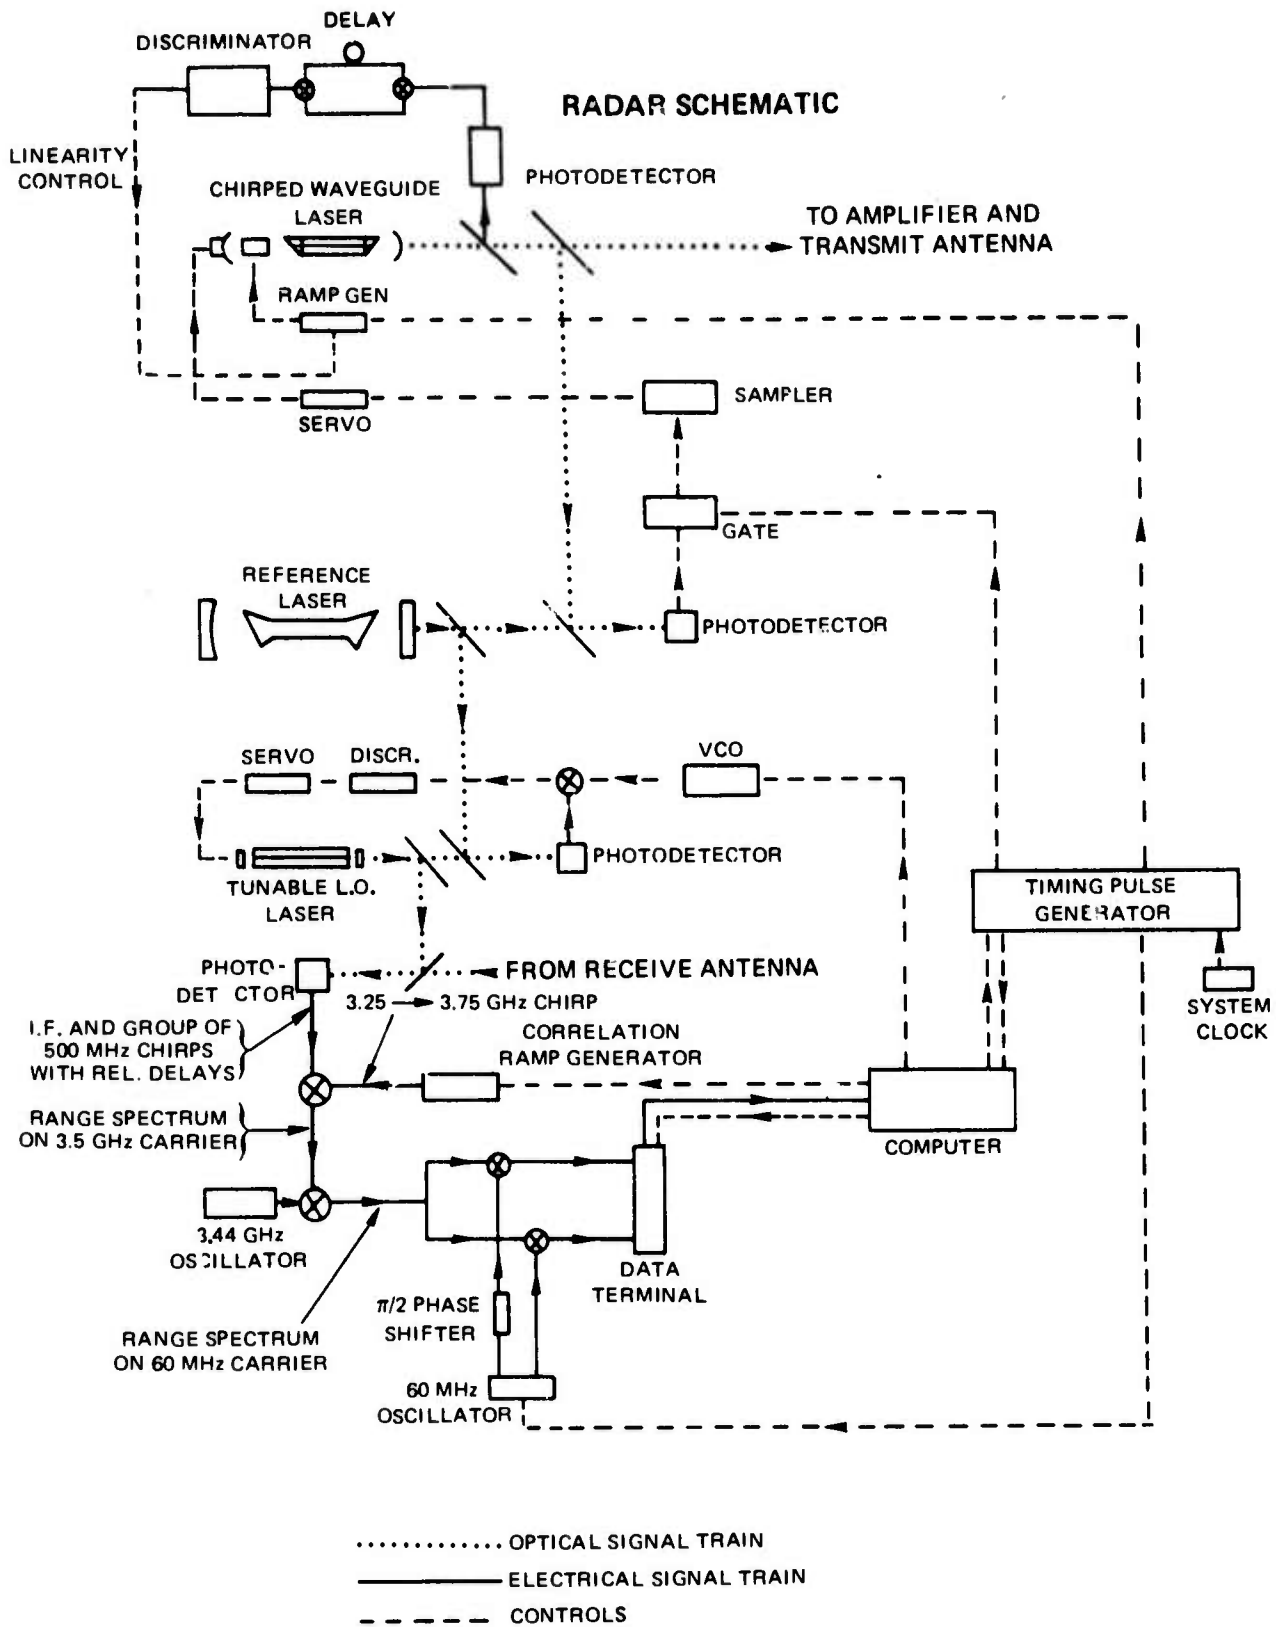 DELAY
DISCRIMINATOR
RADAR SCHEMATIC
LINEARITY
CONTROL
PHOTODETECTOR
CHIRPED WAVEGUIDE
LASER
TO AMPLIFIER AND
TRANSMIT ANTENNA
RAMP GEN
SAMPLER
SERVO
GATE
REFERENCE
LASER
PHOTODETECTOR
SERVO
DISCR.
VCO
PHOTODETECTOR
TUNABLE L.O.
LASER
TIMING PULSE
GENERATOR
PHOTO-
DETECTOR
FROM RECEIVE ANTENNA
SYSTEM
CLOCK
3.25 → 3.75 GHz CHIRP
I.F. AND GROUP OF
500 MHz CHIRPS
WITH REL. DELAYS
CORRELATION
RAMP GENERATOR
RANGE SPECTRUM
ON 3.5 GHz CARRIER
COMPUTER
3.44 GHz
OSCILLATOR
DATA
TERMINAL
π/2 PHASE
SHIFTER
RANGE SPECTRUM
ON 60 MHz CARRIER
60 MHz
OSCILLATOR
OPTICAL SIGNAL TRAIN
ELECTRICAL SIGNAL TRAIN
CONTROLS